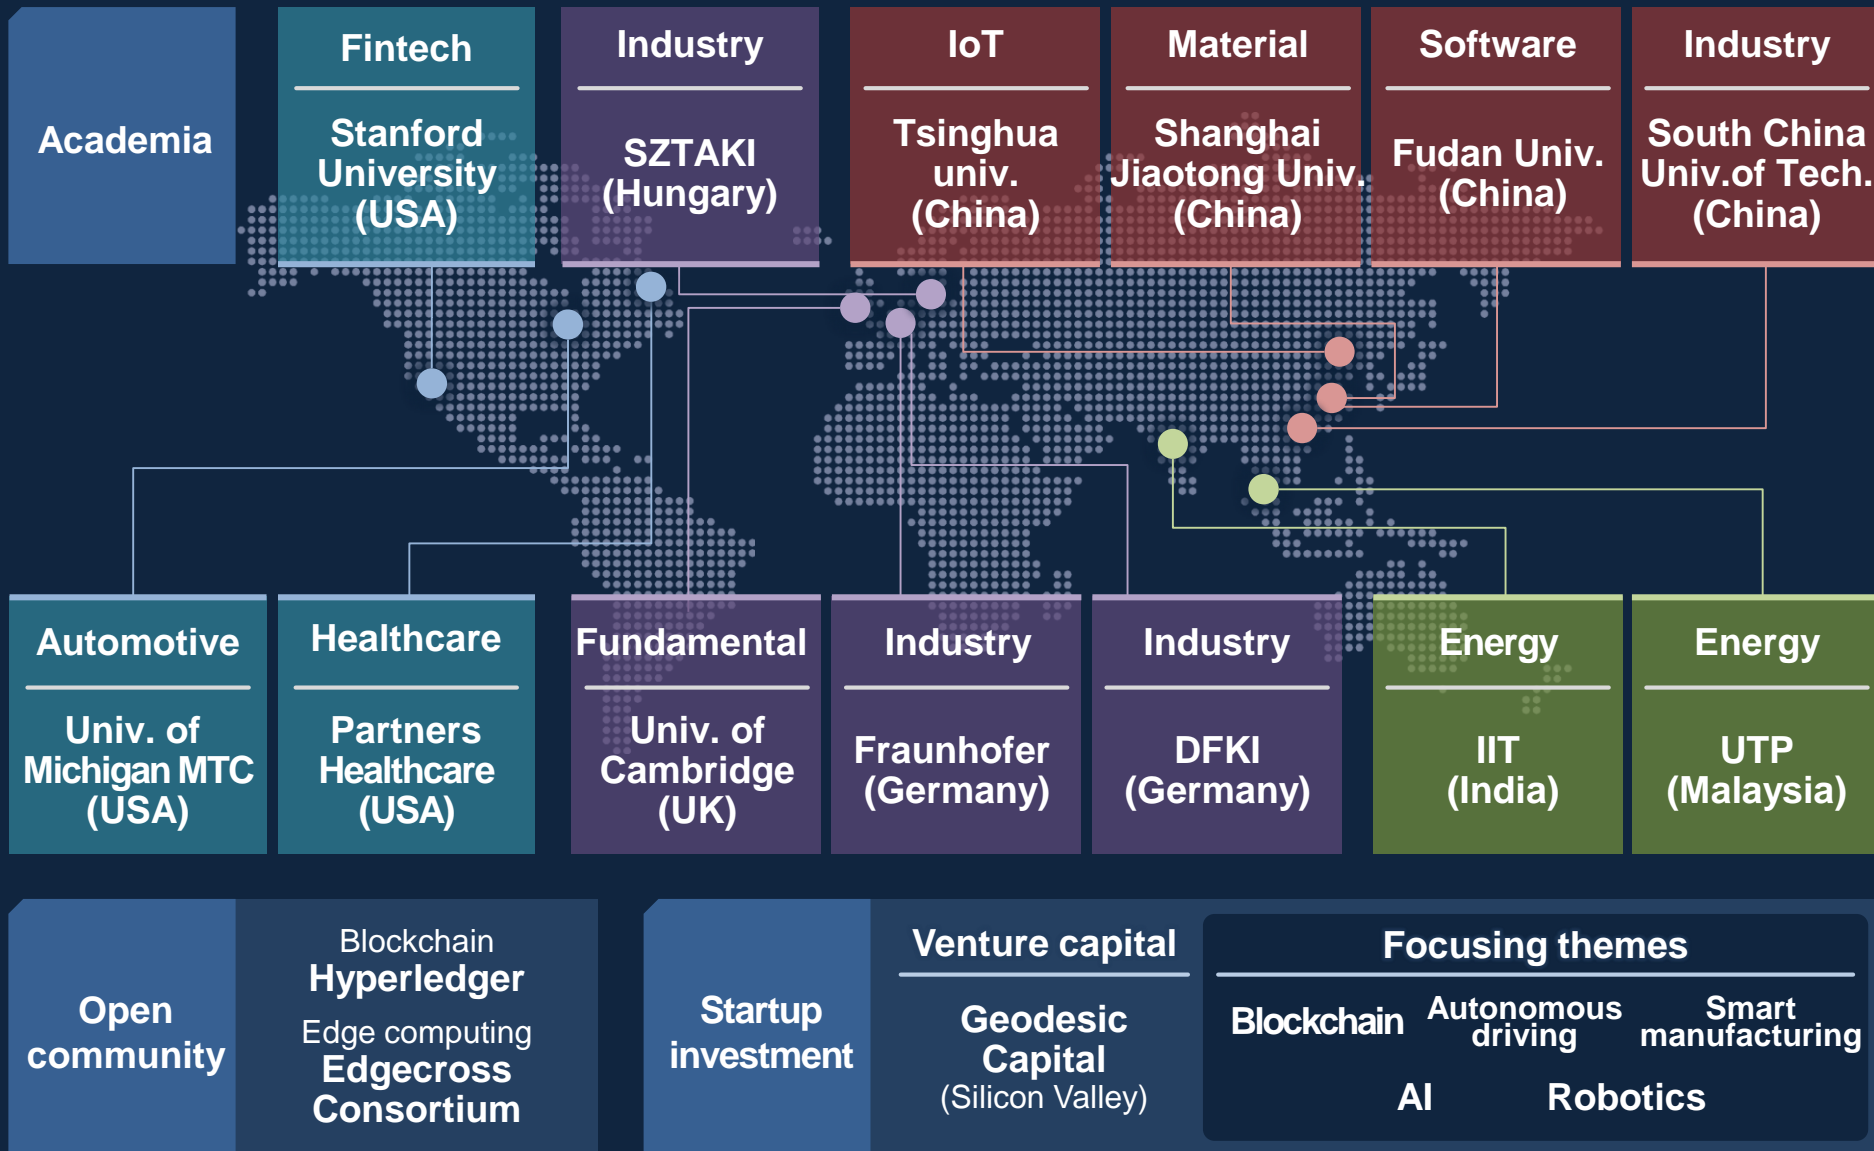 Academia
Fintech
Stanford
University
(USA)
Industry
SZTAKI
(Hungary)
IoT
Tsinghua
univ.
(China)
Material
Shanghai
Jiaotong Univ.
(China)
Software
Fudan Univ.
(China)
Industry
South China
Univ.of Tech.
(China)
Automotive
Univ. of
Michigan MTC
(USA)
Healthcare
Partners
Healthcare
(USA)
Fundamental
Univ. of
Cambridge
(UK)
Industry
Fraunhofer
(Germany)
Industry
DFKI
(Germany)
Energy
IIT
(India)
Energy
UTP
(Malaysia)
Open
community
Blockchain
Hyperledger
Edge computing
Edgecross
Consortium
Startup
investment
Venture capital
Geodesic
Capital
(Silicon Valley)
Focusing themes
Blockchain
Autonomous
driving
Smart
manufacturing
AI
Robotics